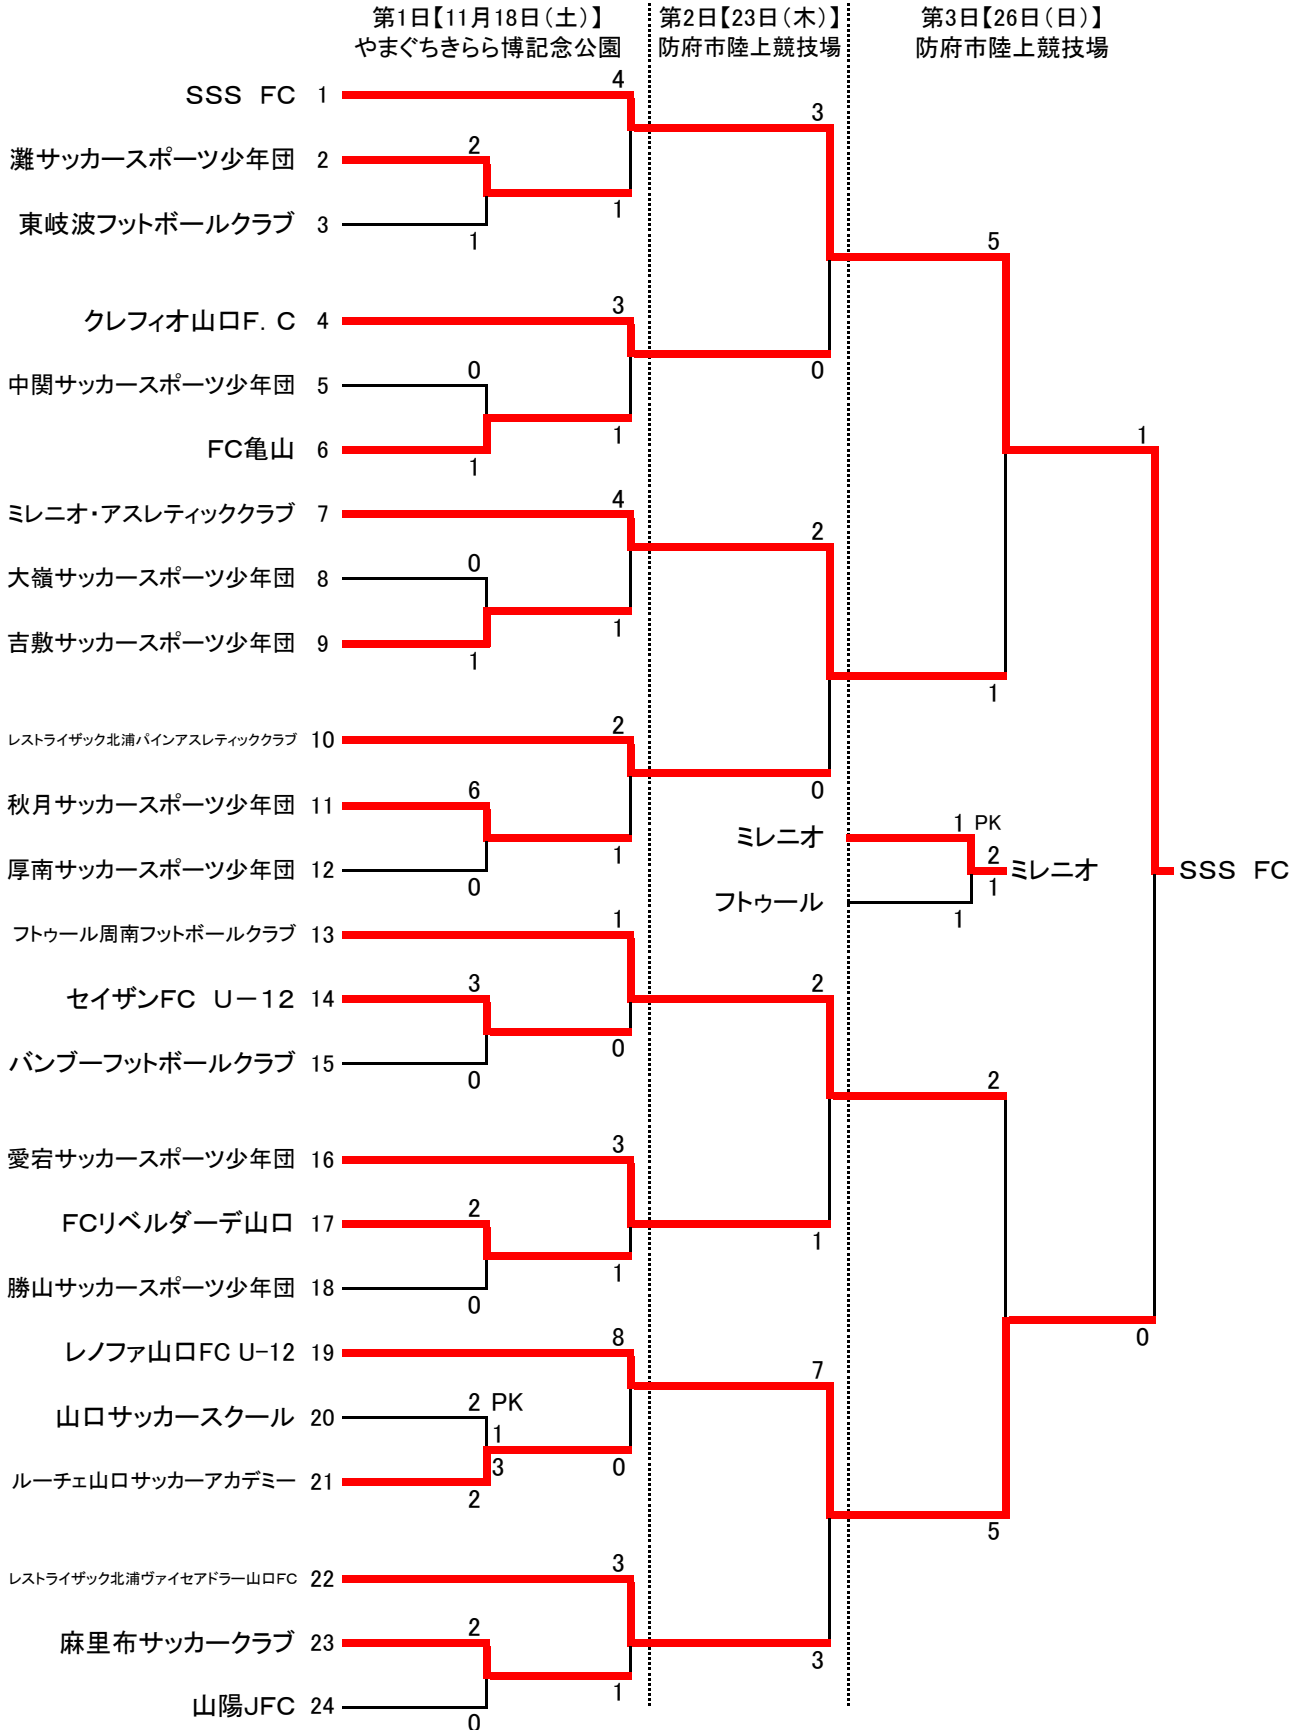 第1日【11月18日(土)】 第2日【23日(木)】 第3日【26日(日)】
やまぐちきらら博記念公園 防府市陸上競技場 防府市陸上競技場
4
SSS FC 1
3
2
灘サッカースポーツ少年団 2
1
東岐波フットボールクラブ 3
1
5
3
クレフィオ山口F.C 4
0
0
中関サッカースポーツ少年団 5
1
1
FC亀山 6
1
4
ミレニオ・アスレティッククラブ 7
2
0
大嶺サッカースポーツ少年団 8
1
吉敷サッカースポーツ少年団 9
1
1
2
レストライザック北浦パインアスレティッククラブ 10
0
6
秋月サッカースポーツ少年団 11
1 PK
ミレニオ
1
2
厚南サッカースポーツ少年団 12
ミレニオ
SSS FC
0
1
フトゥール
1
1
フトゥール周南フットボールクラブ 13
3
2
セイザンFC U-12 14
0
バンブーフットボールクラブ 15
0
2
3
愛宕サッカースポーツ少年団 16
2
FCリベルダーデ山口 17
1
1
勝山サッカースポーツ少年団 18
0
8
0
レノファ山口FC U-12 19
7
2 PK
山口サッカースクール 20
1
3
0
ルーチェ山口サッカーアカデミー 21
2
5
3
レストライザック北浦ヴァイセアドラー山口FC 22
2
麻里布サッカークラブ 23
3
1
山陽JFC 24
0